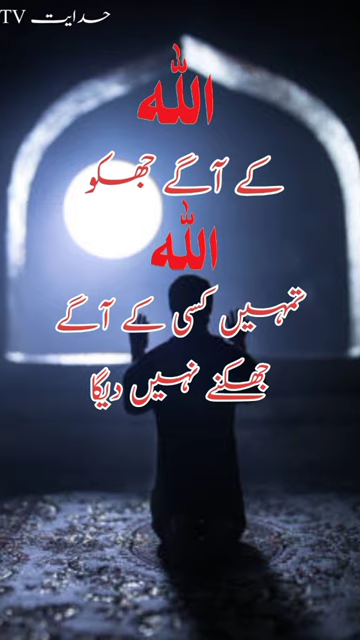 حدایت TV
اللہ
کے آگے جھکو
اللہ
تمہیں کسی کے آگے
جھکنے نہیں دیگا